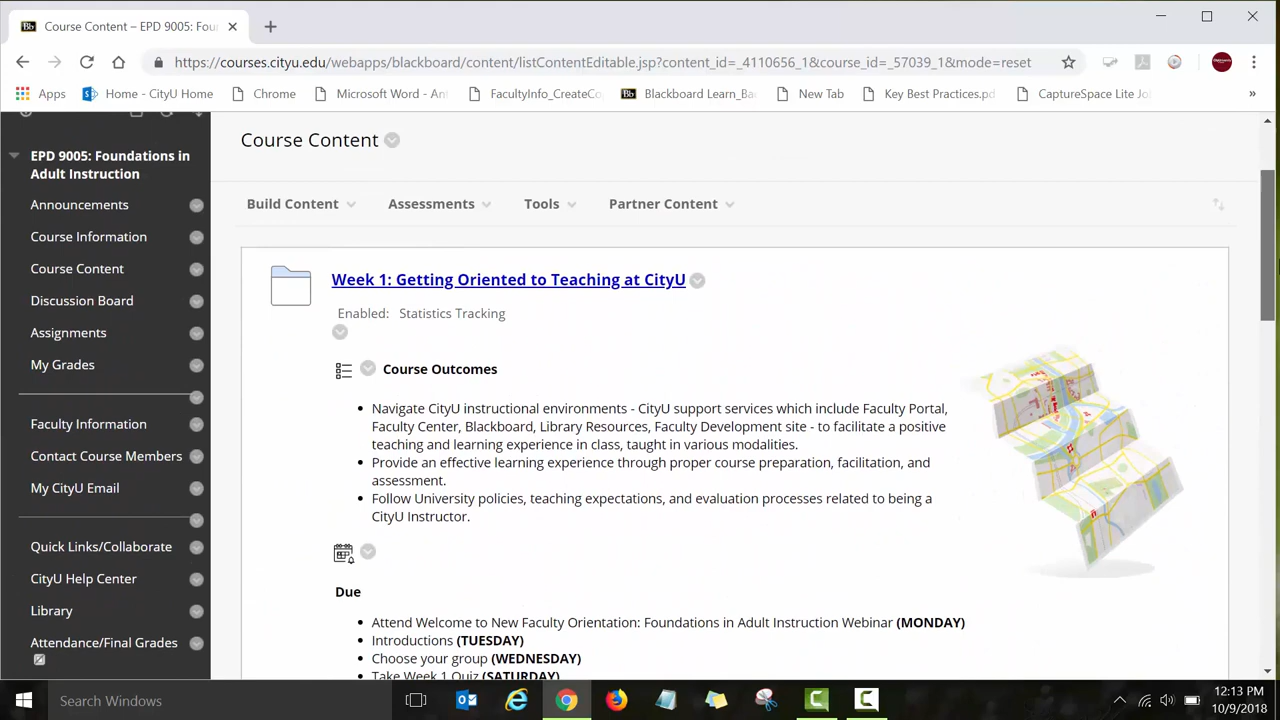 Course Content – EPD 9005: Fou
https://courses.cityu.edu/webapps/blackboard/content/listContentEditable.jsp?content_id=_4110656_1&course_id=_57039_1&mode=reset
Apps
Home - CityU Home
Chrome
Microsoft Word - An
FacultyInfo_CreateCo
Blackboard Learn_Ba
New Tab
Key Best Practices.pd
CaptureSpace Lite Jo
»
EPD 9005: Foundations in
Adult Instruction
Announcements
Course Information
Course Content
Discussion Board
Assignments
My Grades
Faculty Information
Contact Course Members
My CityU Email
Quick Links/Collaborate
CityU Help Center
Library
Attendance/Final Grades
Course Content
Build Content
Assessments
Tools
Partner Content
Week 1: Getting Oriented to Teaching at CityU
Enabled: Statistics Tracking
Course Outcomes
• Navigate CityU instructional environments - CityU support services which include Faculty Portal,
Faculty Center, Blackboard, Library Resources, Faculty Development site - to facilitate a positive
teaching and learning experience in class, taught in various modalities.
• Provide an effective learning experience through proper course preparation, facilitation, and
assessment.
• Follow University policies, teaching expectations, and evaluation processes related to being a
CityU Instructor.
Due
• Attend Welcome to New Faculty Orientation: Foundations in Adult Instruction Webinar (MONDAY)
• Introductions (TUESDAY)
• Choose your group (WEDNESDAY)
• Take Week 1 Quiz (SATURDAY)
Search Windows
12:13 PM
10/9/2018